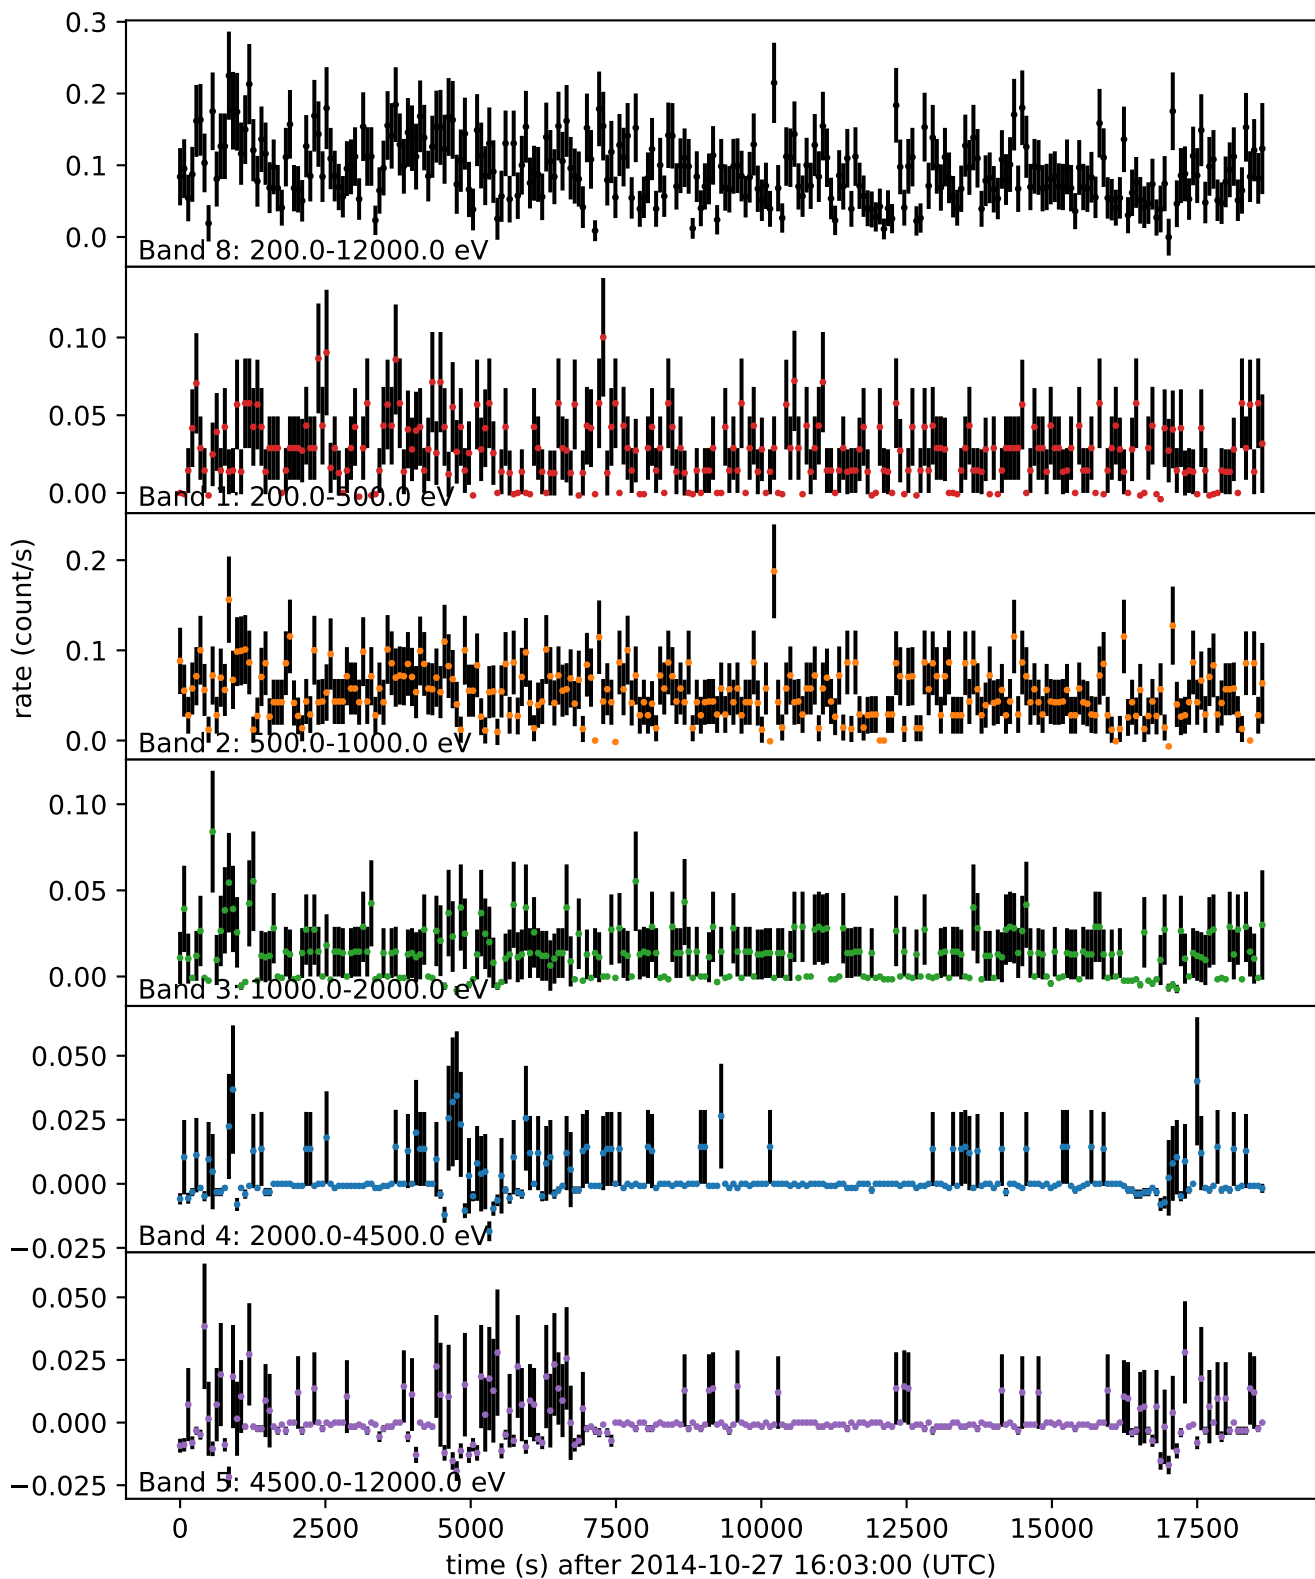 0.3
0.2
0.1
0.0
Band 8: 200.0-12000.0 eV
0.10
0.05
0.00
Band 1: 200.0-500.0 eV
0.2
0.1
0.0
Band 2: 500.0-1000.0 eV
rate (count/s)
0.10
0.05
0.00
Band 3: 1000.0-2000.0 eV
0.050
0.025
0.000
−0.025
Band 4: 2000.0-4500.0 eV
0.050
0.025
0.000
−0.025
Band 5: 4500.0-12000.0 eV
0 2500 5000 7500 10000 12500 15000 17500
time (s) after 2014-10-27 16:03:00 (UTC)